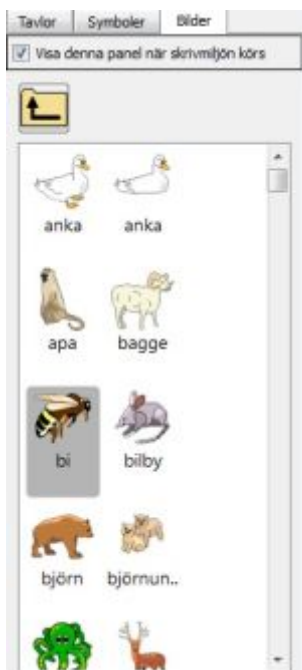 Tavlor Symboler Bilder
Visa denna panel när skrivmiljön körs
anka anka
apa bagge
bi bilby
björn björnun..